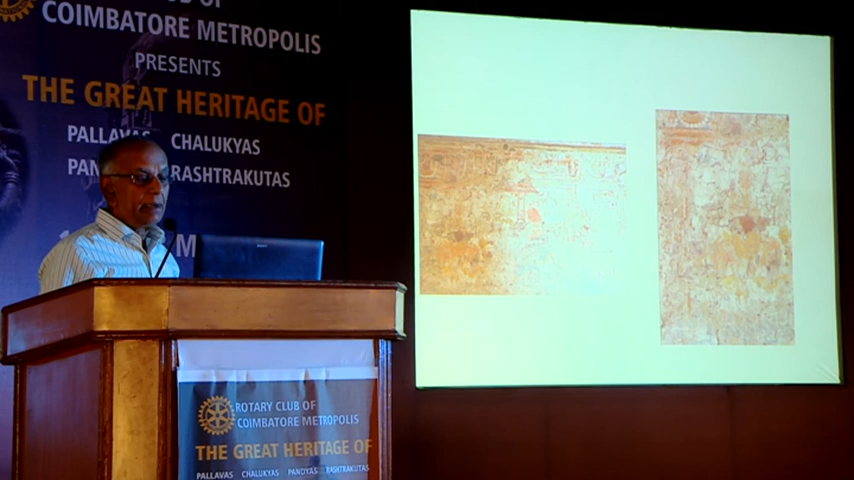 COIMBATORE METROPOLIS
PRESENTS
THE GREAT HERITAGE OF
PALLAVAS CHALUKYAS
RASHTRAKUTAS
ROTARY CLUB OF
COIMBATORE METROPOLIS
THE GREAT HERITAGE OF
PALLAVAS CHALUKYAS PANDYAS RASHTRAKUTAS